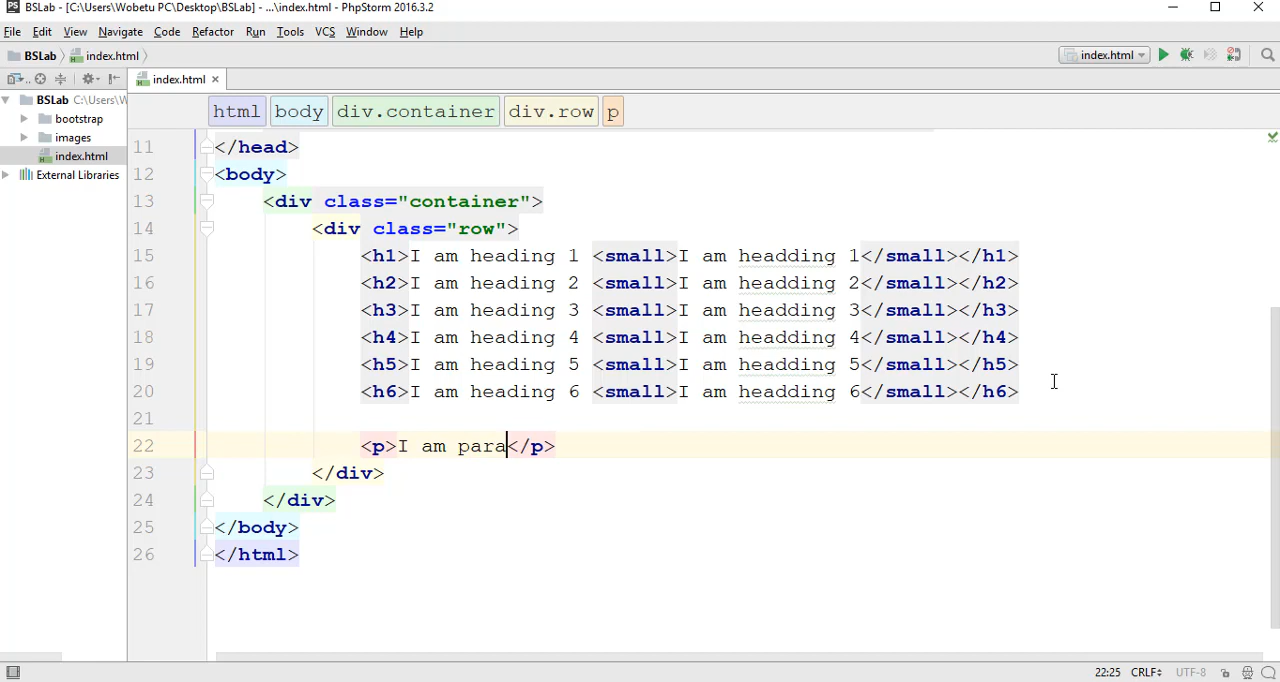 PS BSLab - [C:\Users\Wobetu PC\Desktop\BSLab] - ...\index.html - PhpStorm 2016.3.2
File Edit View Navigate Code Refactor Run Tools VCS Window Help
BSLab index.html index.html
index.html
BSLab C:\Users\W
bootstrap
images
index.html
External Libraries
html body div.container div.row p
11 </head>
12 <body>
13 <div class="container">
14 <div class="row">
15 <h1>I am heading 1 <small>I am headding 1</small></h1>
16 <h2>I am heading 2 <small>I am headding 2</small></h2>
17 <h3>I am heading 3 <small>I am headding 3</small></h3>
18 <h4>I am heading 4 <small>I am headding 4</small></h4>
19 <h5>I am heading 5 <small>I am headding 5</small></h5>
20 <h6>I am heading 6 <small>I am headding 6</small></h6>
21
22 <p>I am para</p>
23 </div>
24 </div>
25 </body>
26 </html>
22:25 CRLF UTF-8